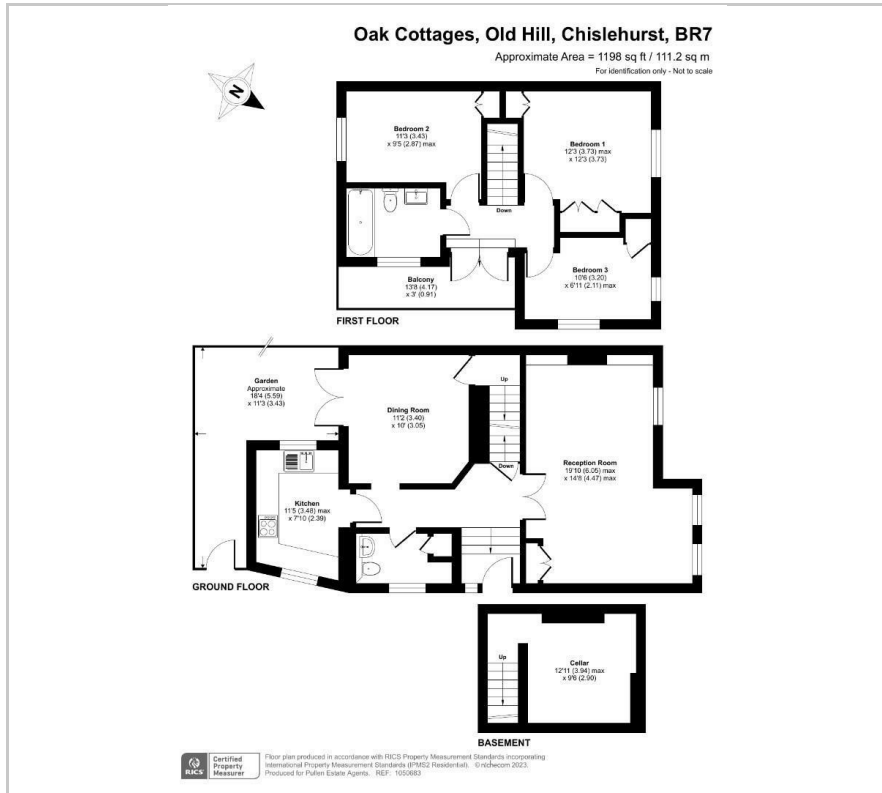 Oak Cottages, Old Hill, Chislehurst, BR7
Approximate Area = 1198 sq ft / 111.2 sq m
For identification only - Not to scale
N
Bedroom 2
11'3 (3.43)
x 9'5 (2.87) max
Bedroom 1
12'3 (3.73) max
x 12'3 (3.73)
Down
Bedroom 3
10'6 (3.20)
x 6'11 (2.11) max
Balcony
13'8 (4.17)
x 3' (0.91)
FIRST FLOOR
Garden
Approximate
18'4 (5.59)
x 11'3 (3.43)
Dining Room
11'2 (3.40)
x 10' (3.05)
Up
Down
Reception Room
19'10 (6.05) max
x 14'8 (4.47) max
Kitchen
11'5 (3.48) max
x 7'10 (2.39)
GROUND FLOOR
Up
Cellar
12'11 (3.94) max
x 9'6 (2.90)
BASEMENT
RICS
Certified
Property
Measurer
Floor plan produced in accordance with RICS Property Measurement Standards incorporating
International Property Measurement Standards (IPMS2 Residential). © nichecom 2023.
Produced for Pullen Estate Agents. REF: 1050683